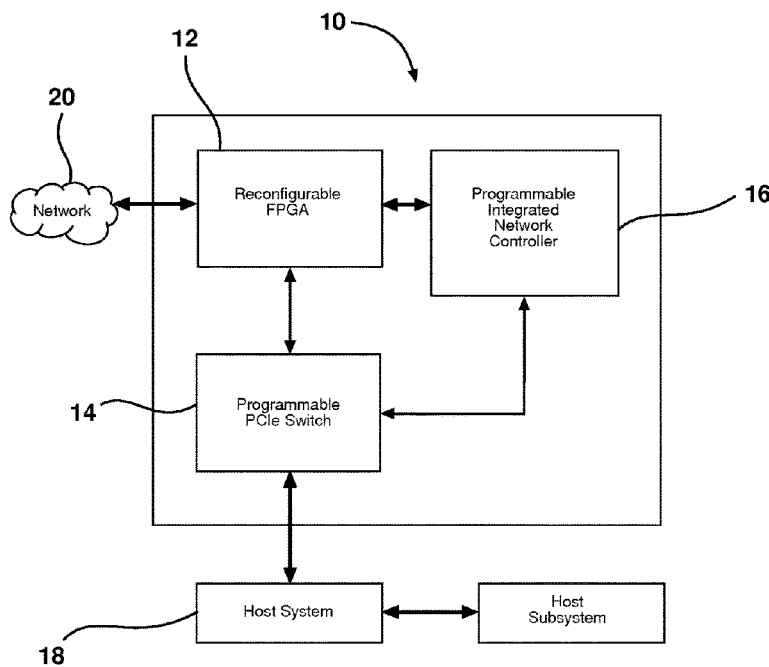 10
12
20
Reconfigurable
FPGA
Programmable
Integrated
Network
Controller
16
Network
14
Programmable
PCIe Switch
Host System
Host
Subsystem
18